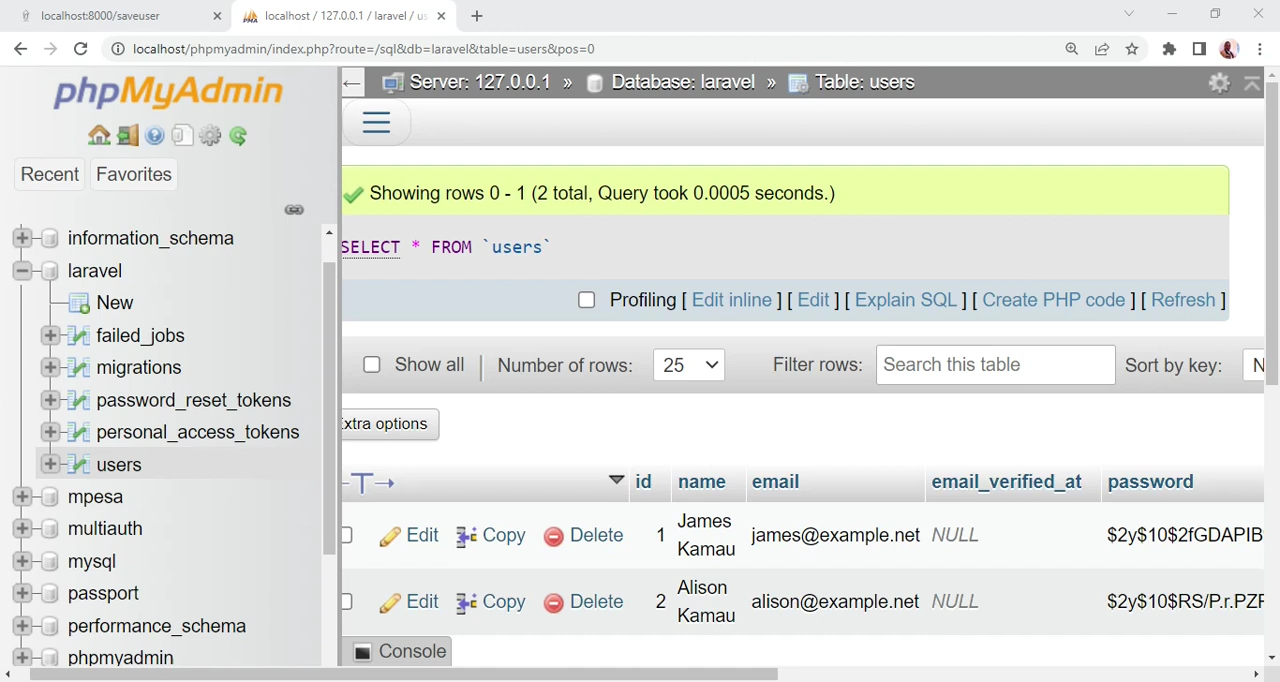 localhost:8000/saveuser
localhost / 127.0.0.1 / laravel / us
localhost/phpmyadmin/index.php?route=/sql&db=laravel&table=users&pos=0
phpMyAdmin
Recent Favorites
information_schema
laravel
New
failed_jobs
migrations
password_reset_tokens
personal_access_tokens
users
mpesa
multiauth
mysql
passport
performance_schema
phpmyadmin
Server: 127.0.0.1 » Database: laravel » Table: users
Showing rows 0 - 1 (2 total, Query took 0.0005 seconds.)
SELECT * FROM `users`
Profiling [ Edit inline ] [ Edit ] [ Explain SQL ] [ Create PHP code ] [ Refresh ]
Show all | Number of rows: 25 Filter rows: Search this table Sort by key: N
Extra options
id name email email_verified_at password
Edit Copy Delete 1 James Kamau james@example.net NULL $2y$10$2fGDAPIB
Edit Copy Delete 2 Alison Kamau alison@example.net NULL $2y$10$RS/P.r.PZF
Console